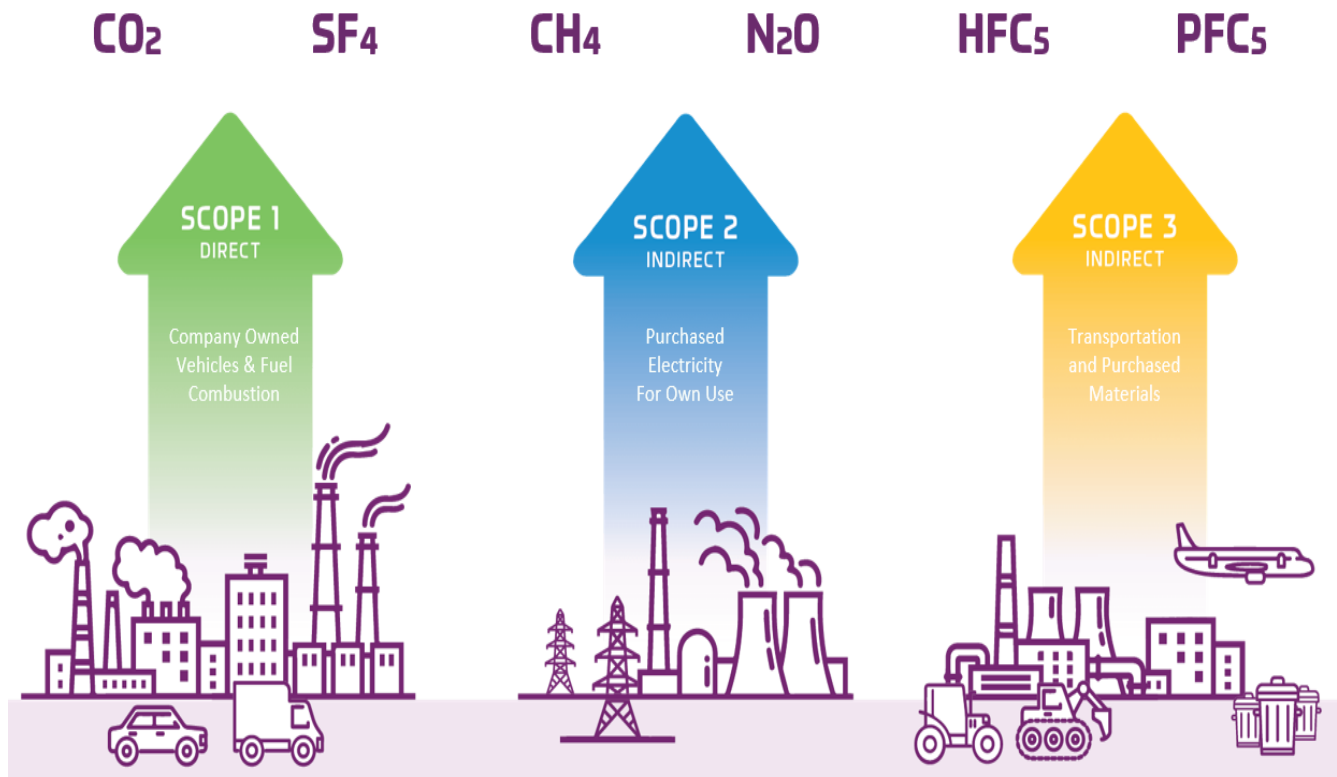 CO₂ SF₄ CH₄ N₂O HFC₅ PFC₅
SCOPE 1
DIRECT
Company Owned
Vehicles & Fuel
Combustion
SCOPE 2
INDIRECT
Purchased
Electricity
For Own Use
SCOPE 3
INDIRECT
Transportation
and Purchased
Materials